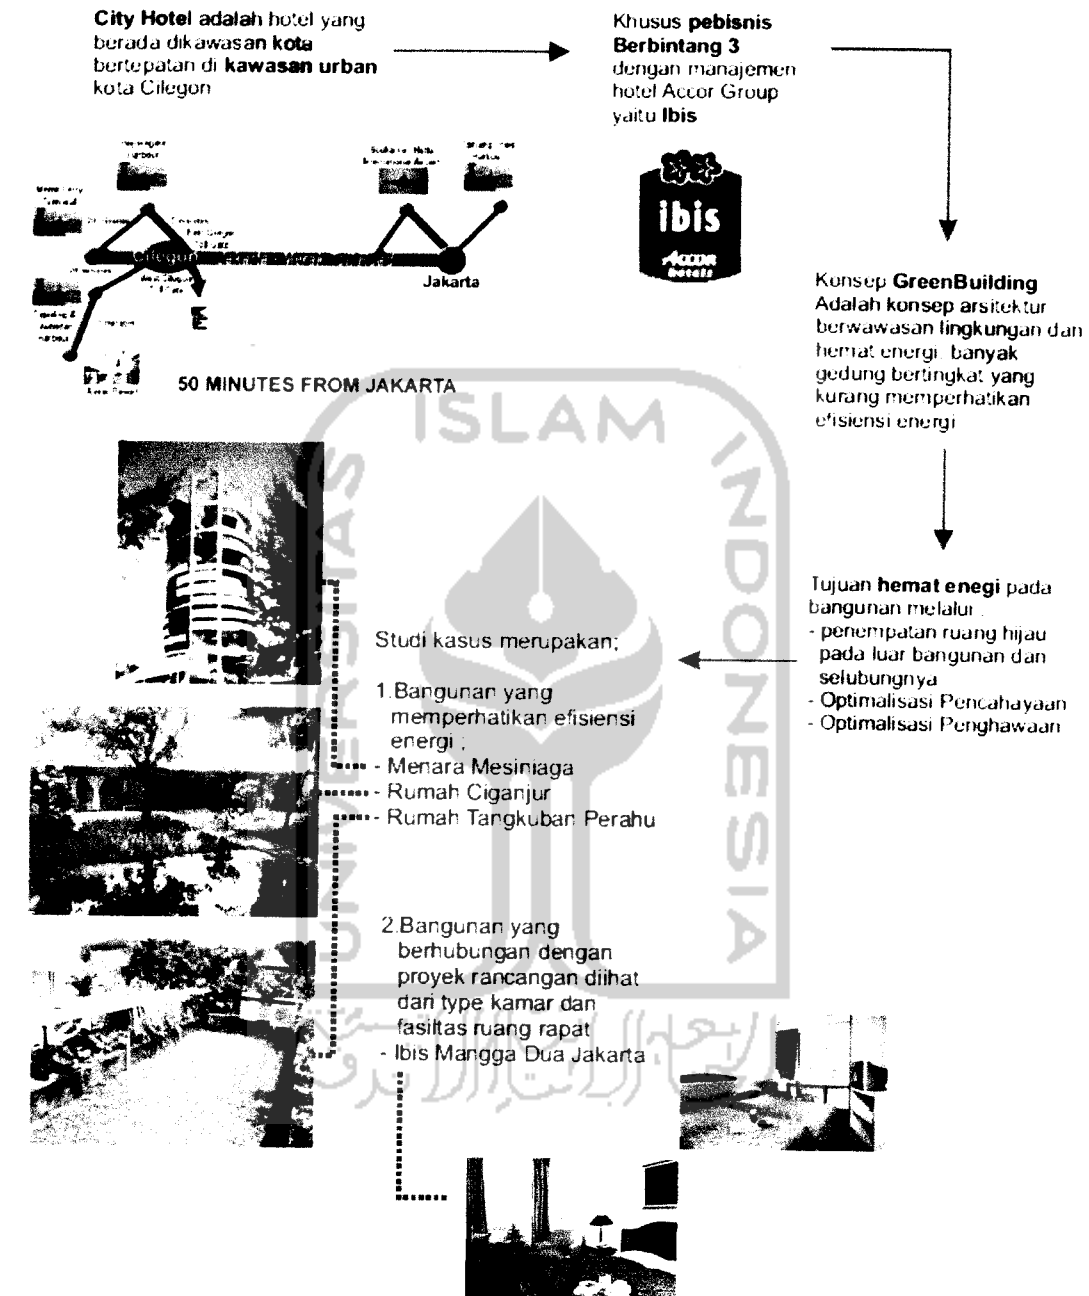 City Hotel adalah hotel yang
berada dikawasan kota
bertepatan di kawasan urban
kota Cilegon
Khusus pebisnis
Berbintang 3
dengan manajemen
hotel Accor Group
yaitu Ibis
ibis
Accor
hotels
Cilegon
Jakarta
50 MINUTES FROM JAKARTA
Konsep GreenBuilding
Adalah konsep arsitektur
berwawasan lingkungan dan
hemat energi, banyak
gedung bertingkat yang
kurang memperhatikan
efisiensi energi
Tujuan hemat enegi pada
bangunan melalui :
- penempatan ruang hijau
pada luar bangunan dan
selubungnya
- Optimalisasi Pencahayaan
- Optimalisasi Penghawaan
Studi kasus merupakan;
1.Bangunan yang
memperhatikan efisiensi
energi ;
- Menara Mesiniaga
- Rumah Ciganjur
- Rumah Tangkuban Perahu
2.Bangunan yang
berhubungan dengan
proyek rancangan diihat
dari type kamar dan
fasiltas ruang rapat
- Ibis Mangga Dua Jakarta
UNIVERSITAS
ISLAM
INDONESIA